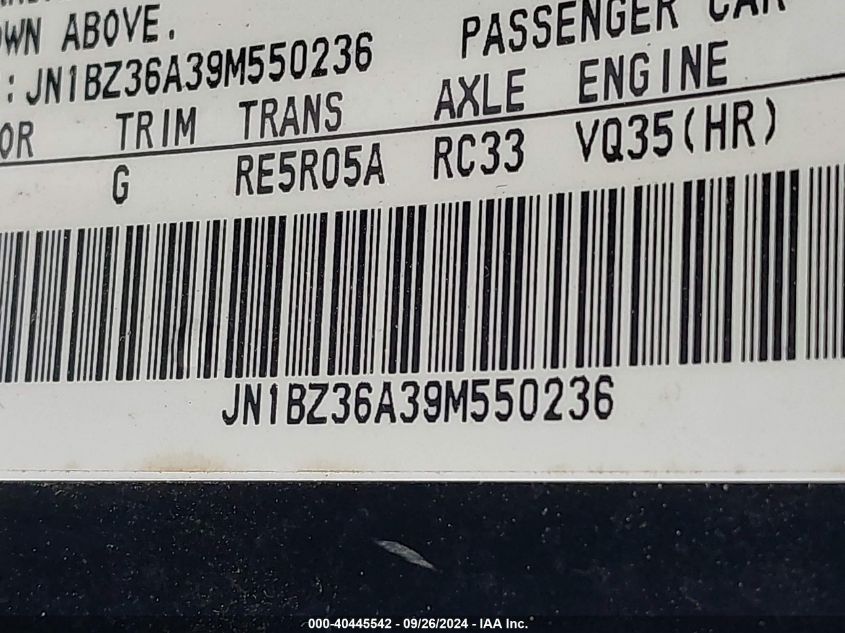 OWN ABOVE. PASSENGER CAR
: JN1BZ36A39M550236
OR TRIM TRANS AXLE ENGINE
G RE5R05A RC33 VQ35(HR)
JN1BZ36A39M550236
000-40445542 - 09/26/2024 - IAA Inc.